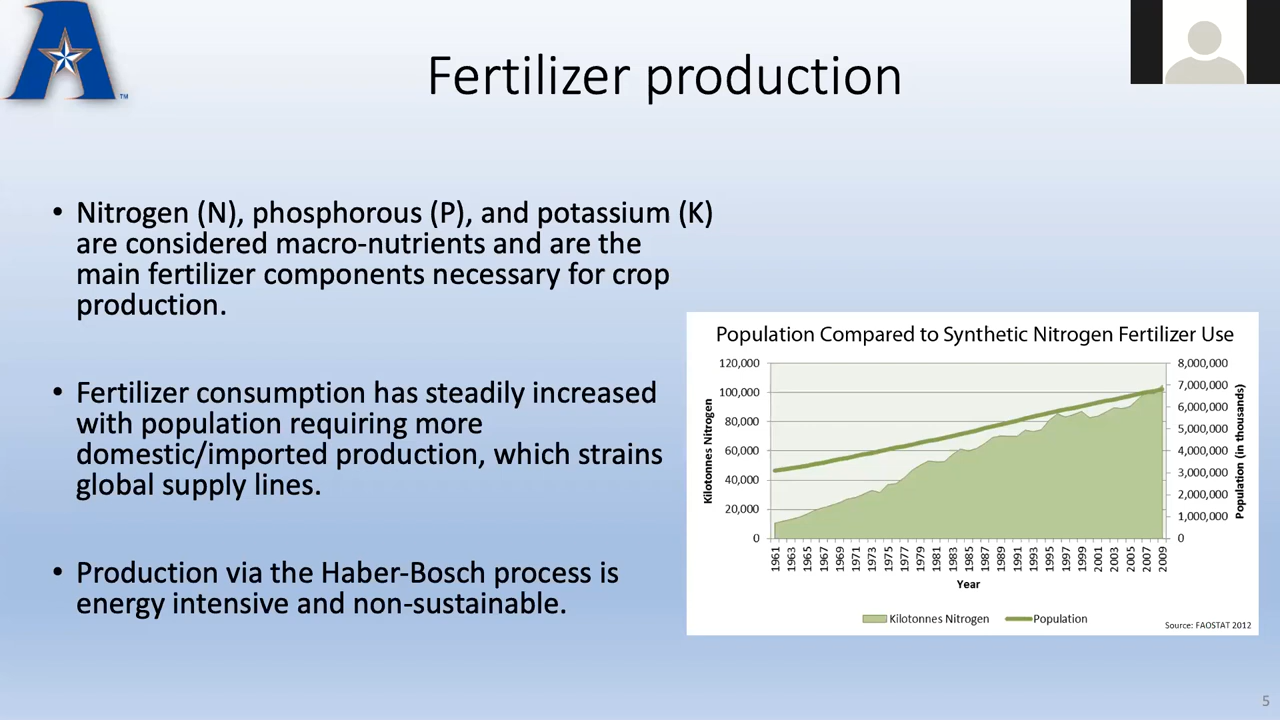 A
TM
Fertilizer production
• Nitrogen (N), phosphorous (P), and potassium (K)
are considered macro-nutrients and are the
main fertilizer components necessary for crop
production.
• Fertilizer consumption has steadily increased
with population requiring more
domestic/imported production, which strains
global supply lines.
• Production via the Haber-Bosch process is
energy intensive and non-sustainable.
Population Compared to Synthetic Nitrogen Fertilizer Use
Kilotonnes Nitrogen
120,000
100,000
80,000
60,000
40,000
20,000
0
8,000,000
7,000,000
6,000,000
5,000,000
4,000,000
3,000,000
2,000,000
1,000,000
0
Population (in thousands)
1961 1963 1965 1967 1969 1971 1973 1975 1977 1979 1981 1983 1985 1987 1989 1991 1993 1995 1997 1999 2001 2003 2005 2007 2009
Year
Kilotonnes Nitrogen Population
Source: FAOSTAT 2012
5